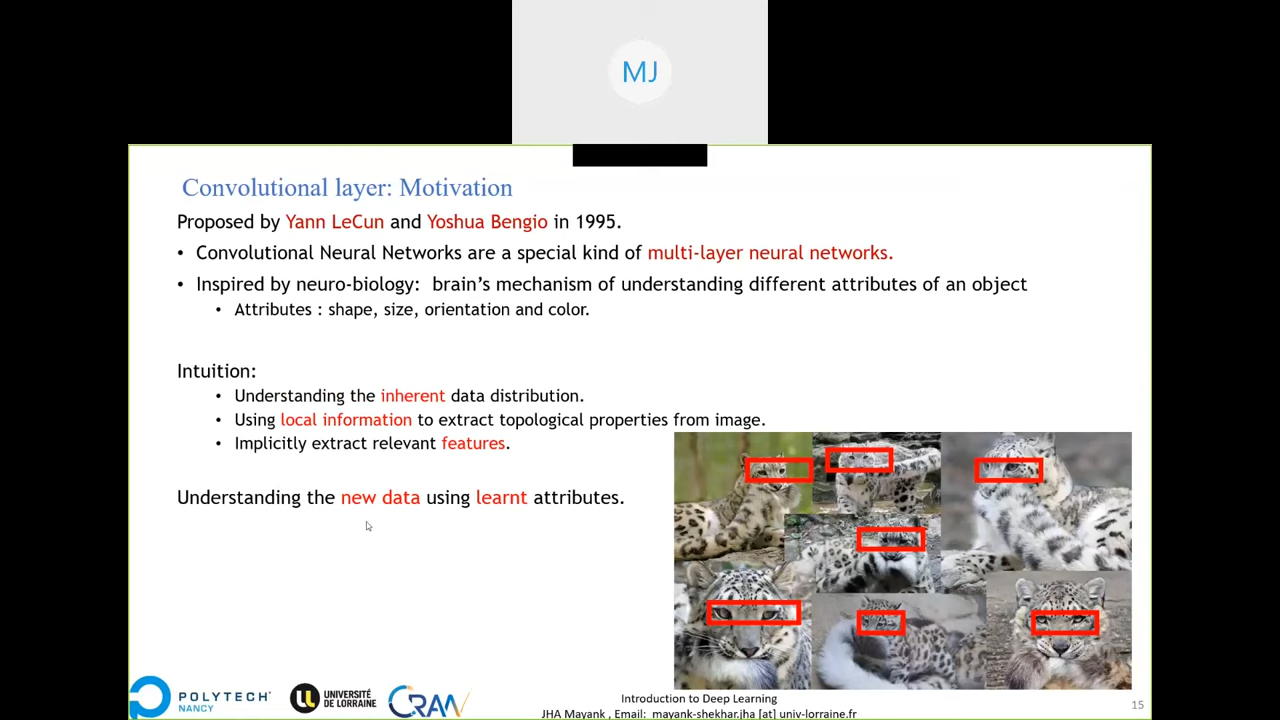 MJ
Convolutional layer: Motivation
Proposed by Yann LeCun and Yoshua Bengio in 1995.
• Convolutional Neural Networks are a special kind of multi-layer neural networks.
• Inspired by neuro-biology: brain's mechanism of understanding different attributes of an object
• Attributes : shape, size, orientation and color.
Intuition:
• Understanding the inherent data distribution.
• Using local information to extract topological properties from image.
• Implicitly extract relevant features.
Understanding the new data using learnt attributes.
POLYTECH
NANCY
UNIVERSITÉ
DE LORRAINE
CRAN
Introduction to Deep Learning
JHA Mayank , Email: mayank-shekhar.jha [at] univ-lorraine.fr
15